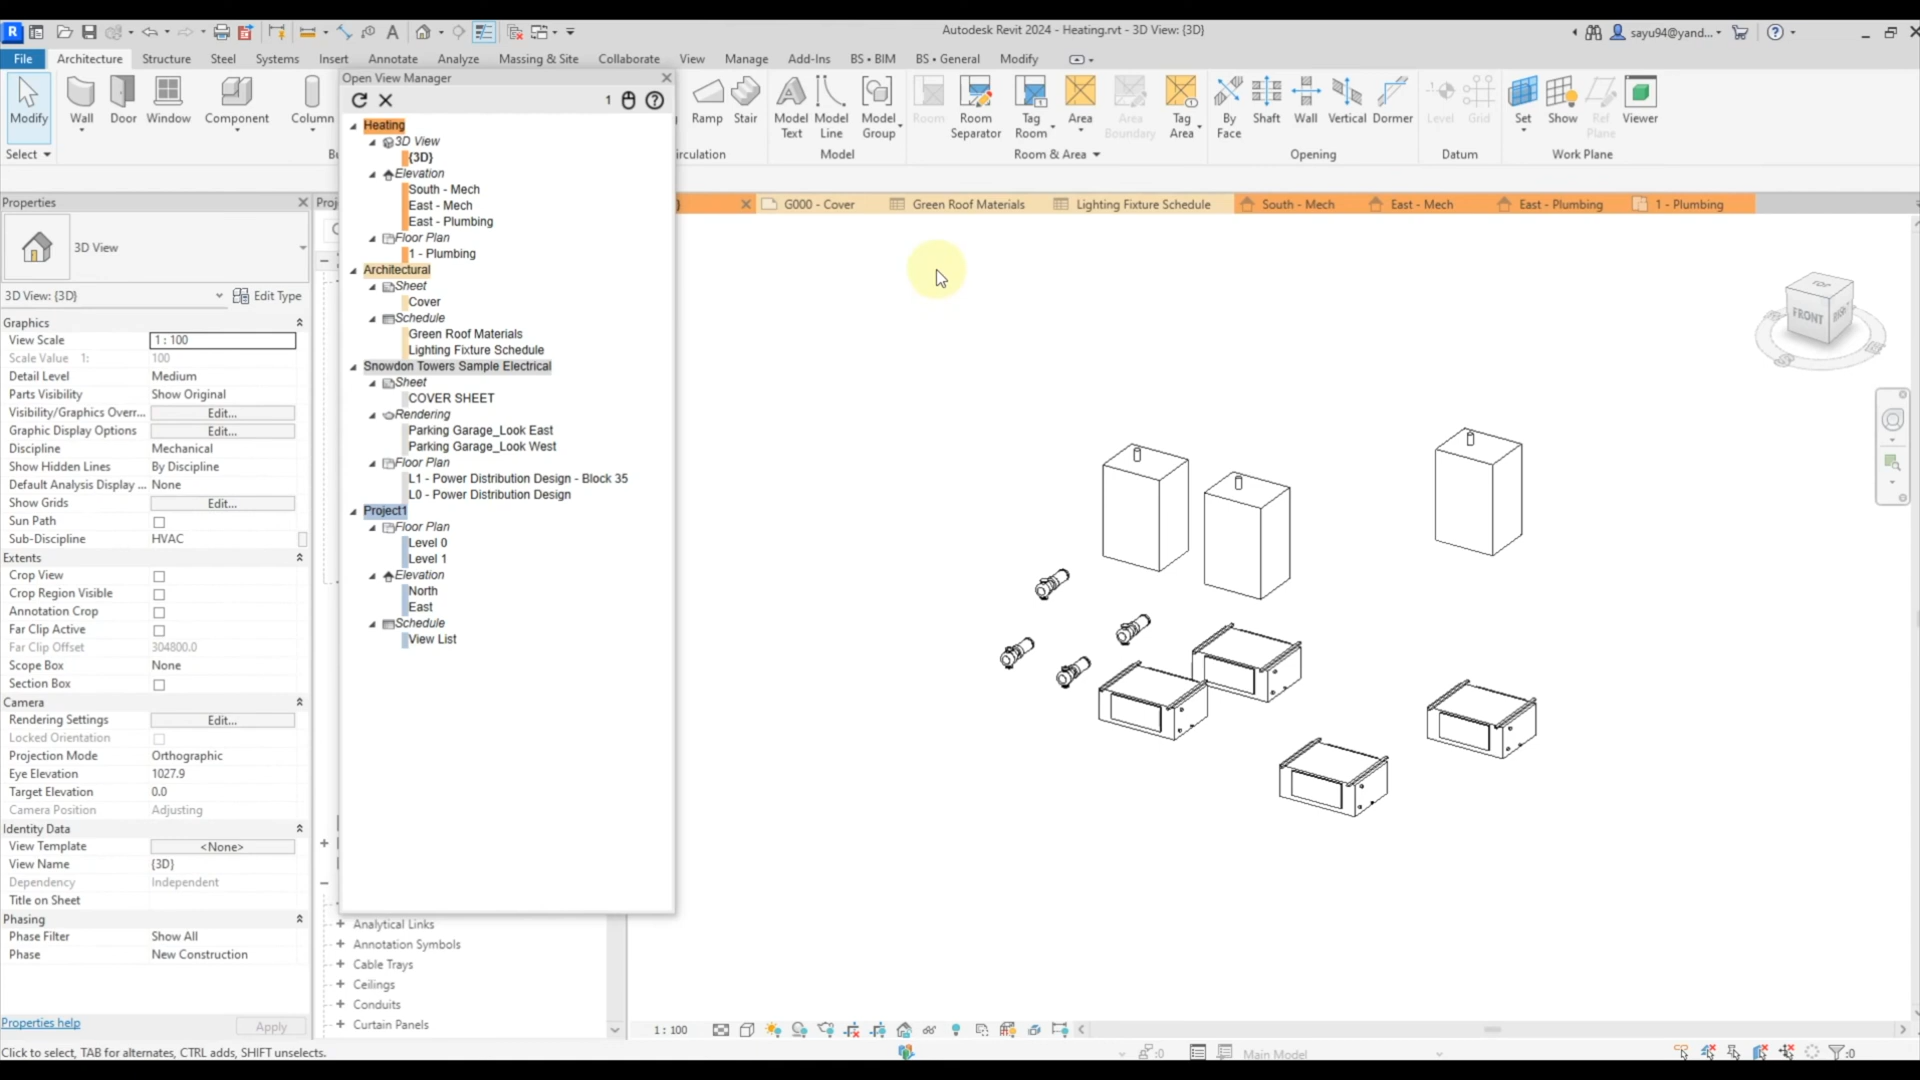 Autodesk Revit 2024 - Heating.rvt - 3D View: {3D}
sayu94@yand...
File Architecture Structure Steel Systems Insert Annotate Analyze Massing & Site Collaborate View Manage Add-Ins BS • BIM BS • General Modify
Modify
Wall
Door
Window
Component
Column
Ramp
Stair
Model Text
Model Line
Model Group
Room
Room Separator
Tag Room
Area
Area Boundary
Tag Area
By Face
Shaft
Wall
Vertical
Dormer
Level
Grid
Set
Show
Ref Plane
Viewer
Select
Model
Room & Area
Opening
Datum
Work Plane
Open View Manager
1
Heating
3D View
{3D}
Elevation
South - Mech
East - Mech
East - Plumbing
Floor Plan
1 - Plumbing
Architectural
Sheet
Cover
Schedule
Green Roof Materials
Lighting Fixture Schedule
Snowdon Towers Sample Electrical
Sheet
COVER SHEET
Rendering
Parking Garage_Look East
Parking Garage_Look West
Floor Plan
L1 - Power Distribution Design - Block 35
L0 - Power Distribution Design
Project1
Floor Plan
Level 0
Level 1
Elevation
North
East
Schedule
View List
G000 - Cover
Green Roof Materials
Lighting Fixture Schedule
South - Mech
East - Mech
East - Plumbing
1 - Plumbing
TOP
FRONT
Properties
3D View
3D View: {3D}
Edit Type
Graphics
View Scale 1 : 100
Scale Value 1: 100
Detail Level Medium
Parts Visibility Show Original
Visibility/Graphics Overr... Edit...
Graphic Display Options Edit...
Discipline Mechanical
Show Hidden Lines By Discipline
Default Analysis Display ... None
Show Grids Edit...
Sun Path
Sub-Discipline HVAC
Extents
Crop View
Crop Region Visible
Annotation Crop
Far Clip Active
Far Clip Offset 304800.0
Scope Box None
Section Box
Camera
Rendering Settings Edit...
Locked Orientation
Projection Mode Orthographic
Eye Elevation 1027.9
Target Elevation 0.0
Camera Position Adjusting
Identity Data
View Template <None>
View Name {3D}
Dependency Independent
Title on Sheet
Phasing
Phase Filter Show All
Phase New Construction
Properties help
Apply
Analytical Links
Annotation Symbols
Cable Trays
Ceilings
Conduits
Curtain Panels
1 : 100
Click to select, TAB for alternates, CTRL adds, SHIFT unselects.
:0
Main Model
:0